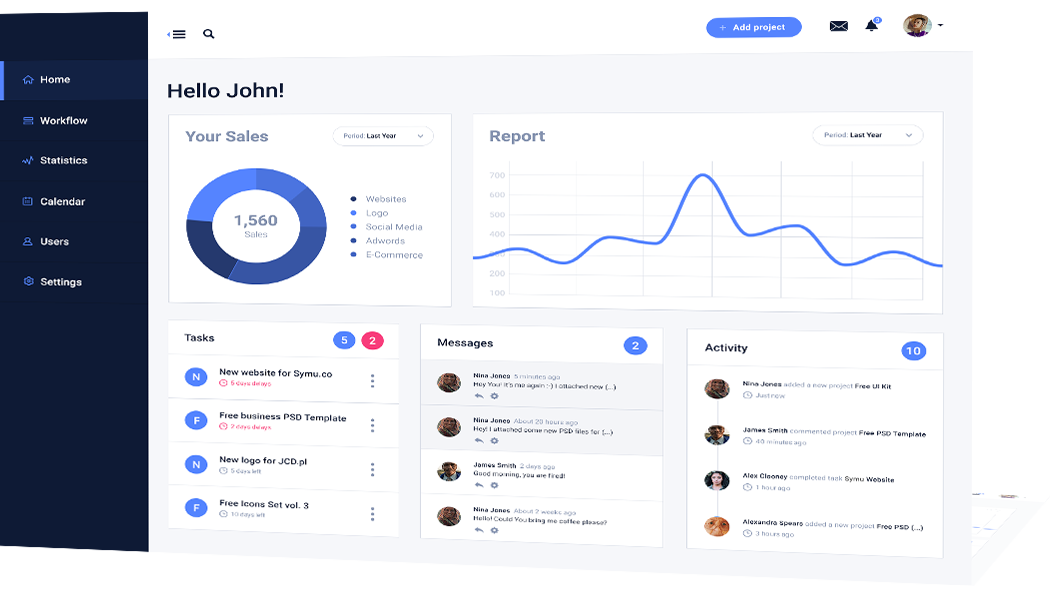 Add project
3
Home
Workflow
Statistics
Calendar
Users
Settings
Hello John!
Your Sales
Period: Last Year
1,560
Sales
Websites
Logo
Social Media
Adwords
E-Commerce
Report
Period: Last Year
700
600
500
400
300
200
100
Tasks
5
2
N
New website for Symu.co
5 days delays
F
Free business PSD Template
2 days delays
N
New logo for JCD.pl
5 days left
F
Free Icons Set vol. 3
10 days left
Messages
2
Nina Jones 5 minutes ago
Hey You! It's me again :-) I attached new (...)
Nina Jones About 20 hours ago
Hey! I attached some new PSD files for (...)
James Smith 2 days ago
Good morning, you are fired!
Nina Jones About 2 weeks ago
Hello! Could You bring me coffee please?
Activity
10
Nina Jones added a new project Free UI Kit
Just now
James Smith commented project Free PSD Template
40 minutes ago
Alex Clooney completed task Symu Website
1 hour ago
Alexandra Spears added a new project Free PSD (...)
3 hours ago